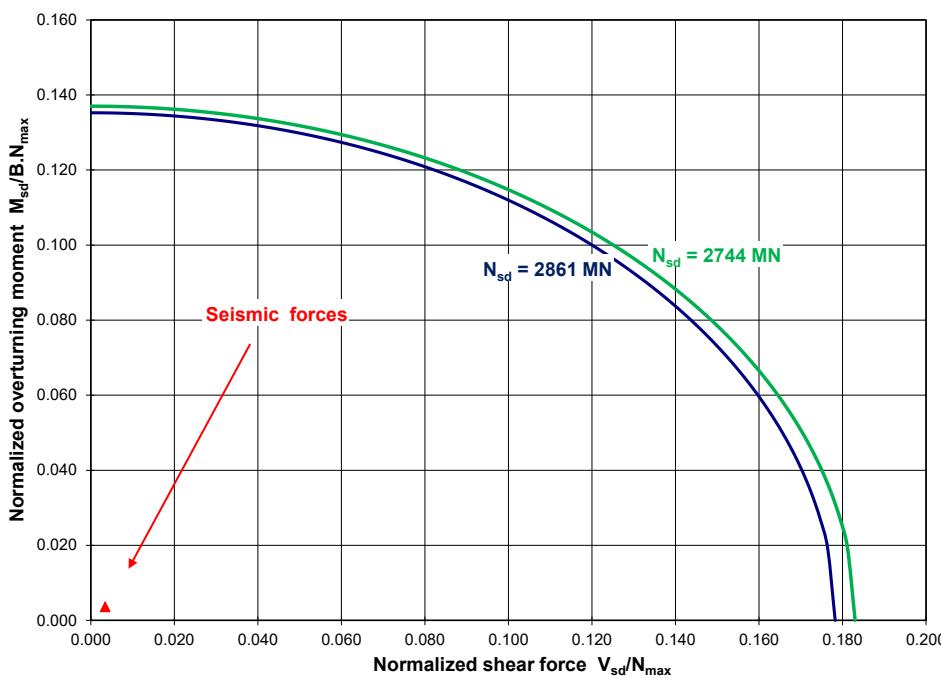 0.160
0.140
0.120
0.100
0.080
0.060
0.040
0.020
0.000
Normalized overturning moment M_sd/B.N_max
N_sd = 2744 MN
N_sd = 2861 MN
Seismic forces
0.000 0.020 0.040 0.060 0.080 0.100 0.120 0.140 0.160 0.180 0.200
Normalized shear force V_sd/N_max